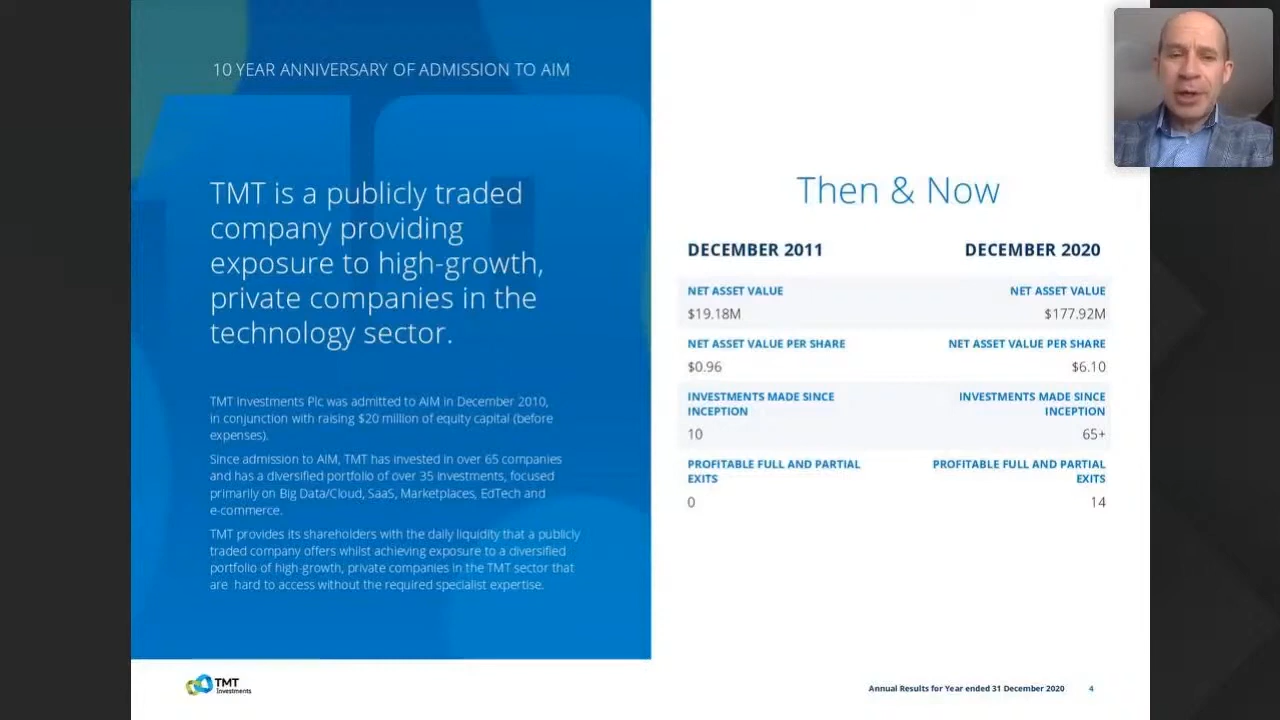 10 YEAR ANNIVERSARY OF ADMISSION TO AIM
TMT is a publicly traded
company providing
exposure to high-growth,
private companies in the
technology sector.
TMT Investments Plc was admitted to AIM in December 2010,
in conjunction with raising $20 million of equity capital (before
expenses).
Since admission to AIM, TMT has invested in over 65 companies
and has a diversified portfolio of over 35 investments, focused
primarily on Big Data/Cloud, SaaS, Marketplaces, EdTech and
e-commerce.
TMT provides its shareholders with the daily liquidity that a publicly
traded company offers whilst achieving exposure to a diversified
portfolio of high-growth, private companies in the TMT sector that
are hard to access without the required specialist expertise.
Then & Now
DECEMBER 2011
DECEMBER 2020
NET ASSET VALUE
NET ASSET VALUE
$19.18M
$177.92M
NET ASSET VALUE PER SHARE
NET ASSET VALUE PER SHARE
$0.96
$6.10
INVESTMENTS MADE SINCE
INCEPTION
INVESTMENTS MADE SINCE
INCEPTION
10
65+
PROFITABLE FULL AND PARTIAL
EXITS
PROFITABLE FULL AND PARTIAL
EXITS
0
14
TMT
Investments
Annual Results for Year ended 31 December 2020
4